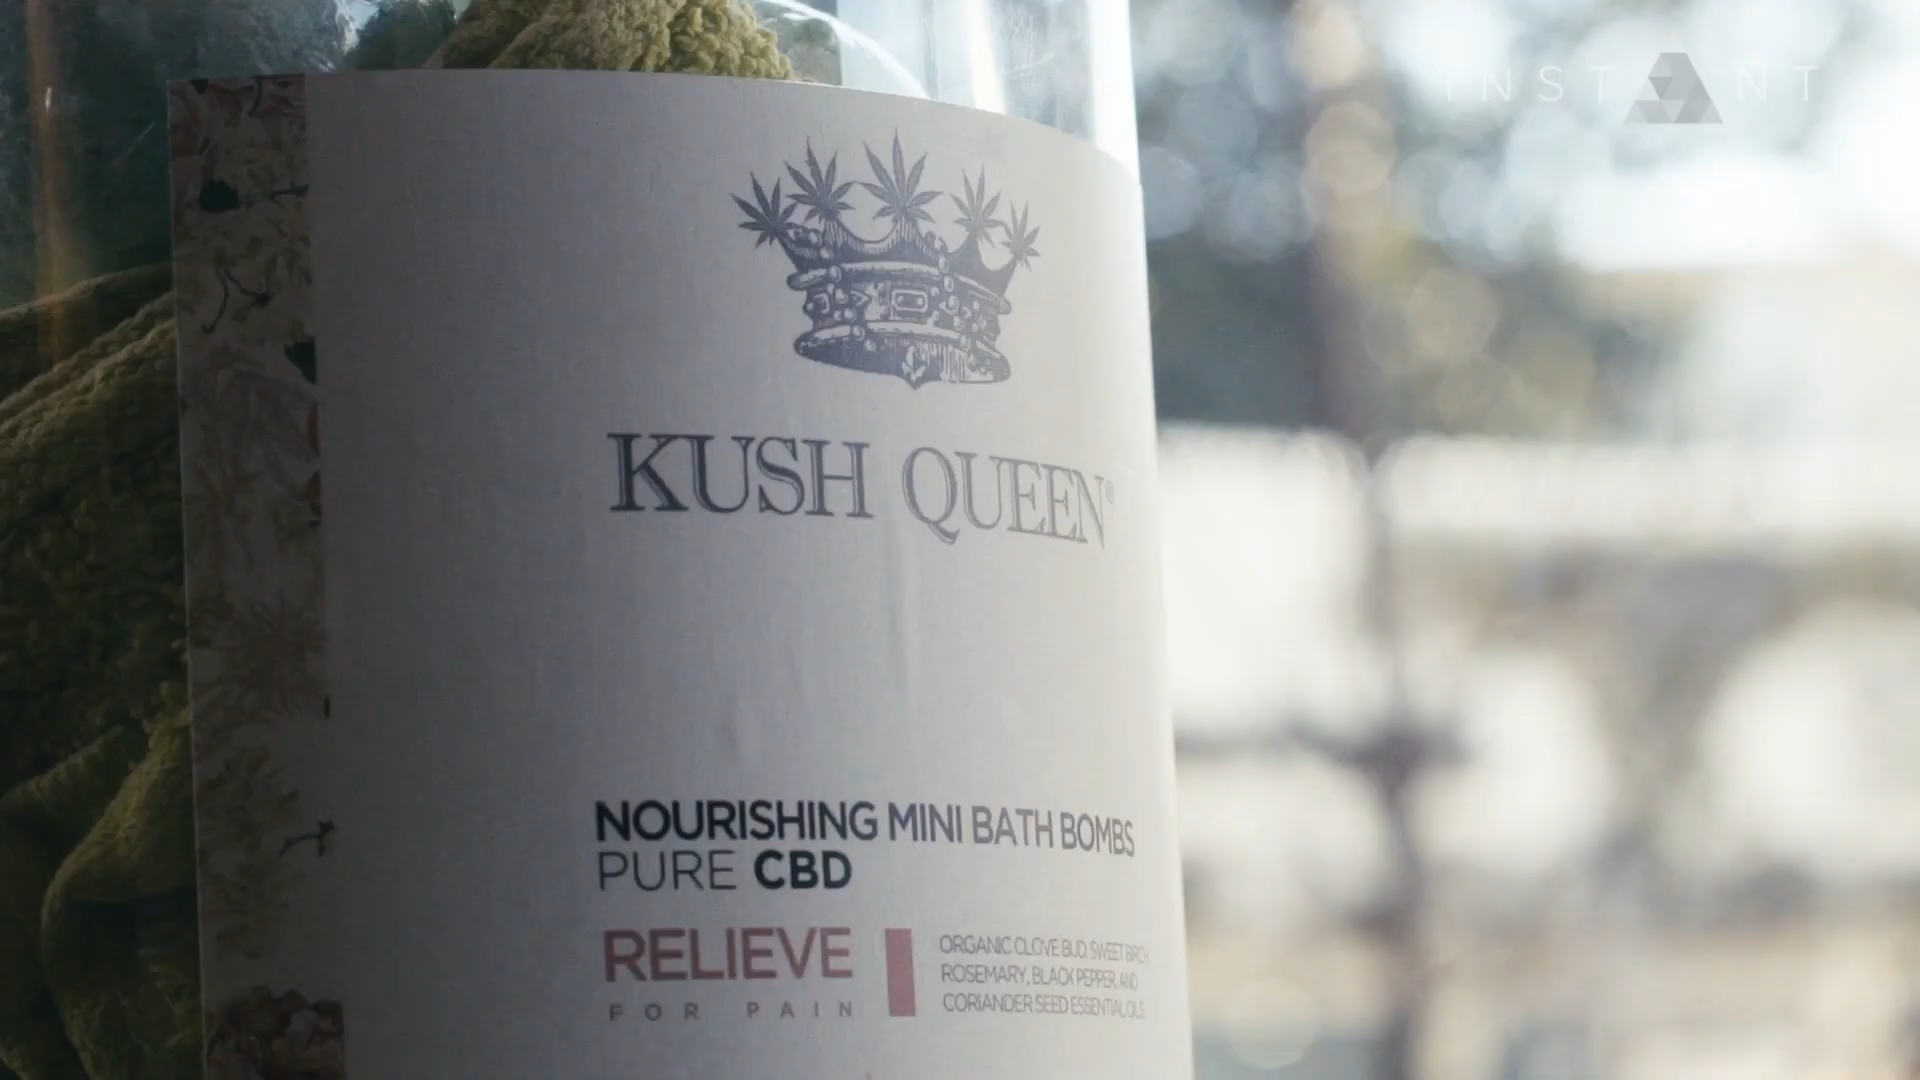 INSTANT
KUSH QUEEN®
NOURISHING MINI BATH BOMBS
PURE CBD
RELIEVE
FOR PAIN
ORGANIC CLOVE BUD, SWEET BIRCH,
ROSEMARY, BLACK PEPPER, AND
CORIANDER SEED ESSENTIAL OILS